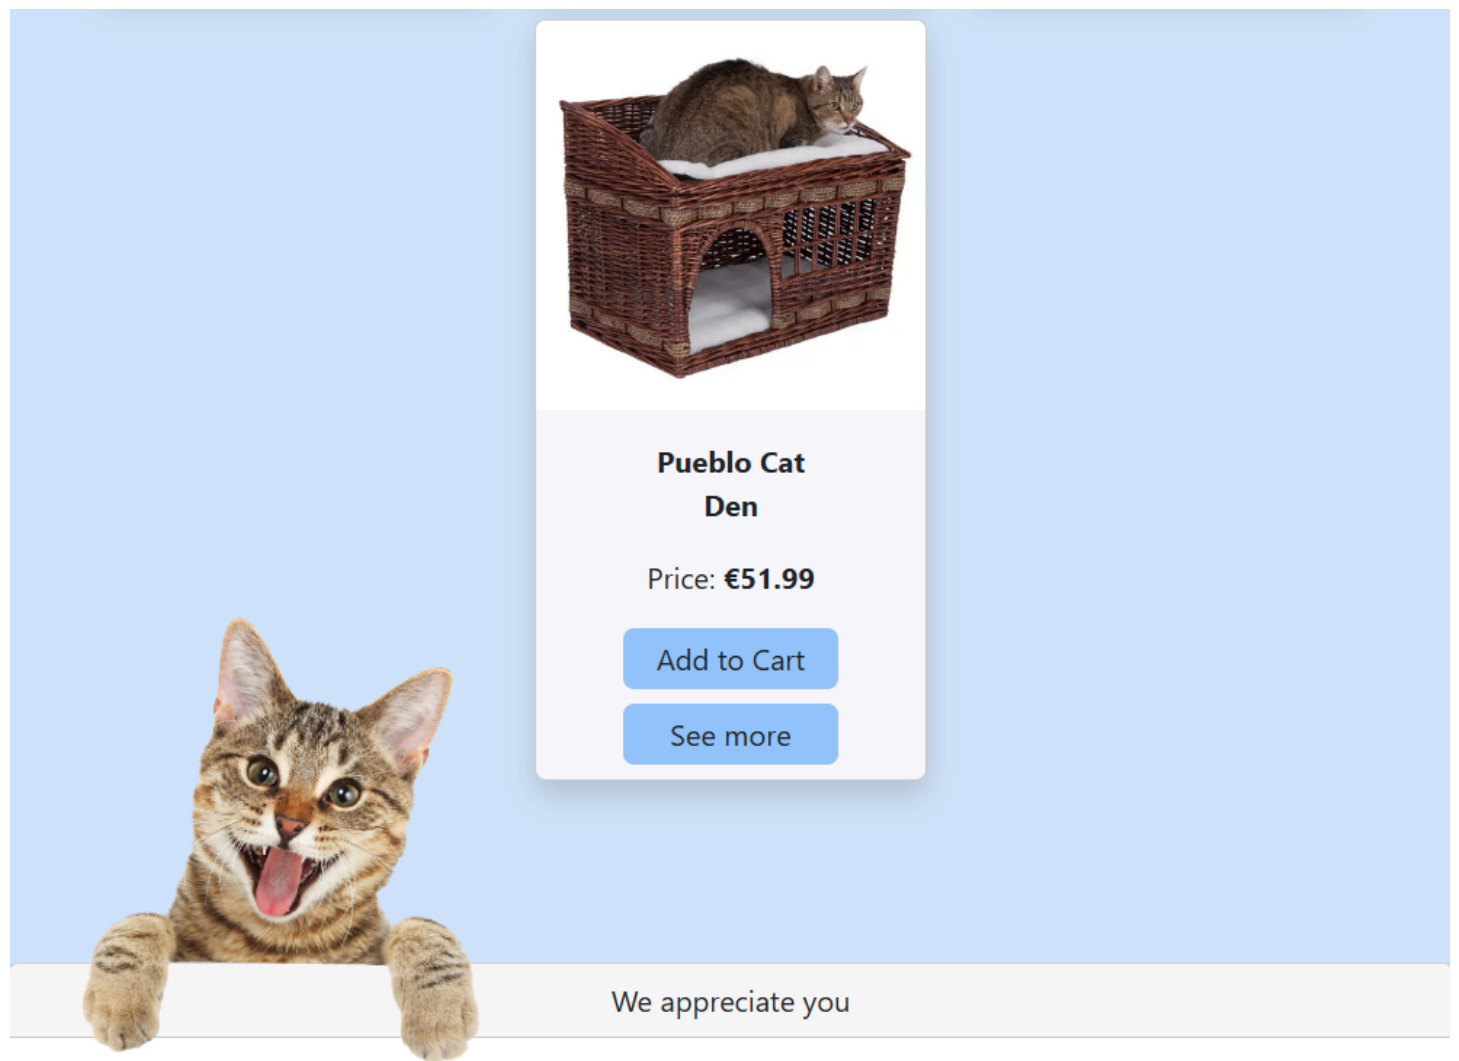 Pueblo Cat
Den
Price: €51.99
Add to Cart
See more
We appreciate you